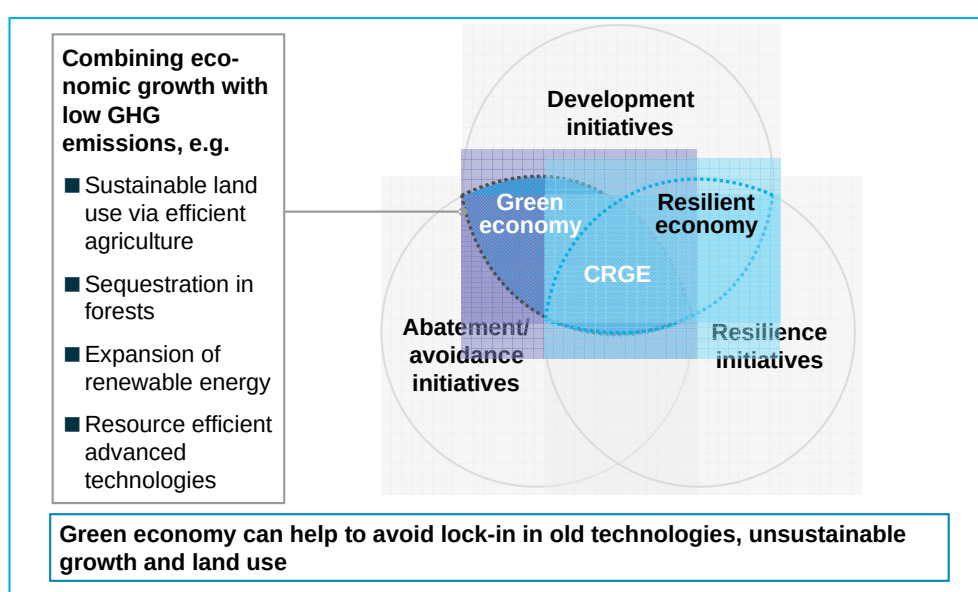 Combining eco-
nomic growth with
low GHG
emissions, e.g.
Sustainable land
use via efficient
agriculture
Sequestration in
forests
Expansion of
renewable energy
Resource efficient
advanced
technologies
Development
initiatives
Green
economy
Resilient
economy
CRGE
Abatement/
avoidance
initiatives
Resilience
initiatives
Green economy can help to avoid lock-in in old technologies, unsustainable
growth and land use